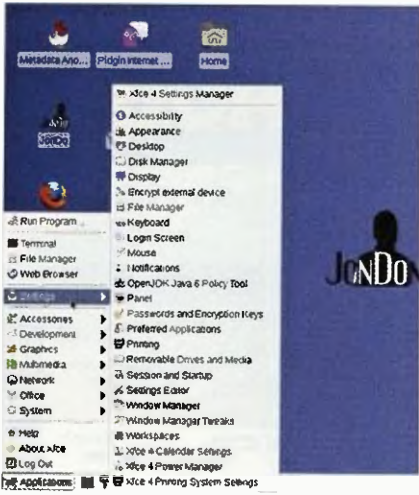 Metadata Ano...
Pidgin Internet ...
Home
JonDo
Xfce 4 Settings Manager
Accessibility
Appearance
Desktop
Disk Manager
Display
Encrypt external device
File Manager
Keyboard
Login Screen
Mouse
Notifications
OpenJDK Java 6 Policy Tool
Panel
Passwords and Encryption Keys
Preferred Applications
Printing
Removable Drives and Media
Session and Startup
Settings Editor
Window Manager
Window Manager Tweaks
Workspaces
Xfce 4 Calendar Settings
Xfce 4 Power Manager
Xfce 4 Printing System Settings
Run Program ...
Terminal
File Manager
Web Browser
Settings
Accessories
Development
Graphics
Multimedia
Network
Office
System
Help
About Xfce
Log Out
Applications
JonDo